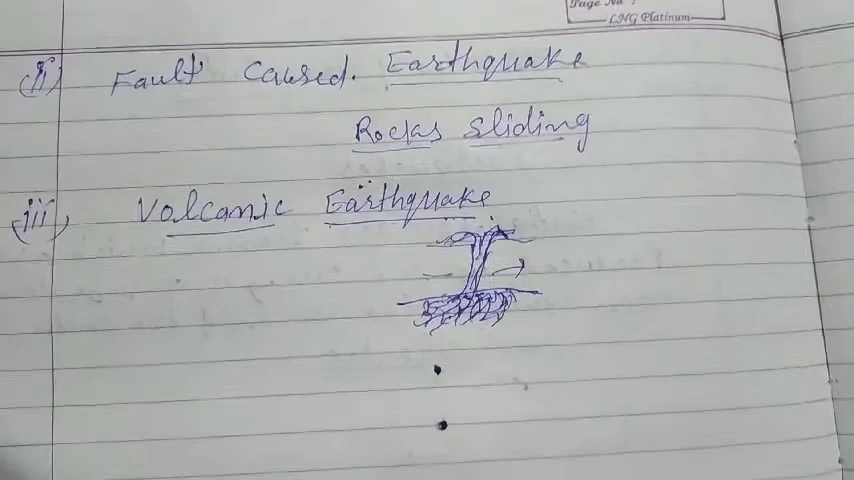 Page No :
LNG Platinum
(ii) Fault Caused. Earthquake
Rocks Sliding
(iii) Volcanic Earthquake